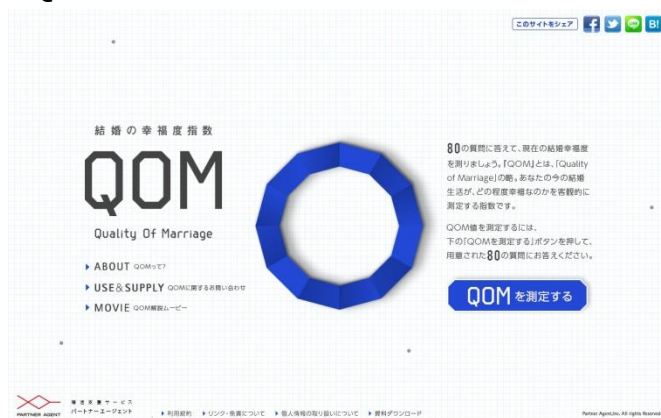 このサイトをシェア
B!
結婚の幸福度指数
QOM
Quality Of Marriage
ABOUT QOMって?
USE&SUPPLY QOMに関するお問い合わせ
MOVIE QOM解説ムービー
80の質問に答えて、現在の結婚幸福度
を測りましょう。「QOM」とは、「Quality
of Marriage」の略。あなたの今の結婚
生活が、どの程度幸福なのかを客観的に
測定する指数です。
QOM値を測定するには、
下の「QOMを測定する」ボタンを押して、
用意された80の質問にお答えください。
QOMを測定する
PARTNER AGENT
婚活支援サービス
パートナーエージェント
利用規約 リンク・免責について 個人情報の取り扱いについて 資料ダウンロード
Partner Agent,Inc. All rights Reserved